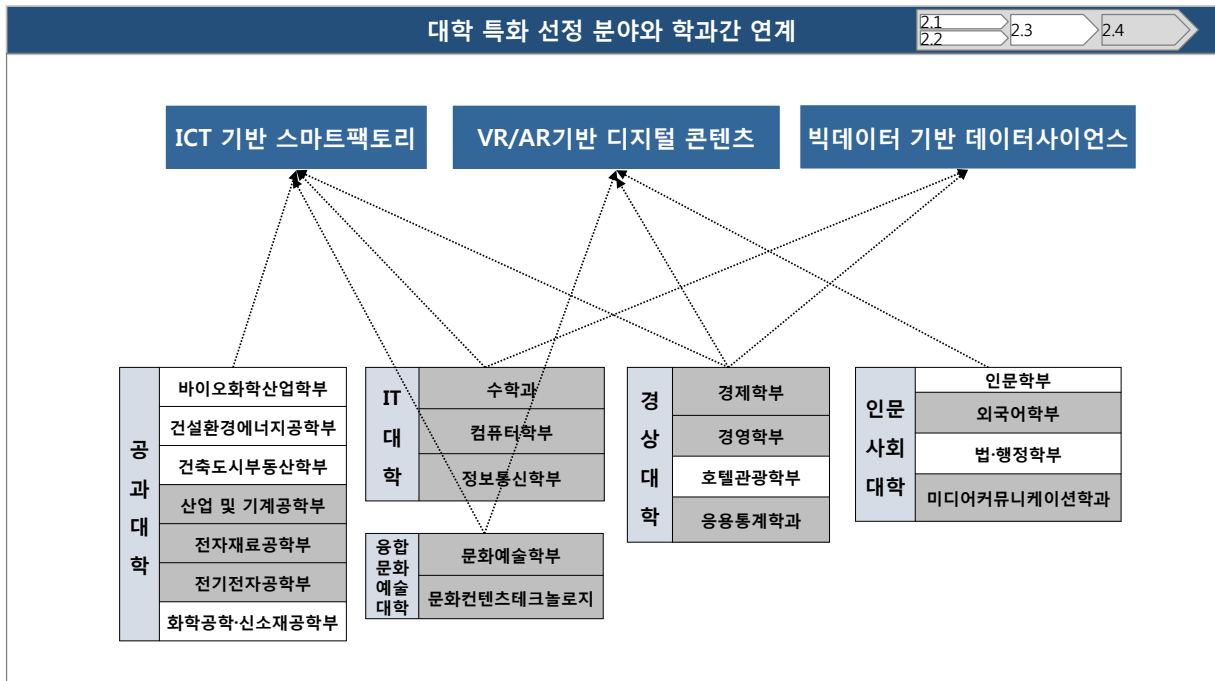 대학 특화 선정 분야와 학과간 연계
2.1
2.2
2.3
2.4
ICT 기반 스마트팩토리
VR/AR기반 디지털 콘텐츠
빅데이터 기반 데이터사이언스
공
과
대
학
바이오화학산업학부
건설환경에너지공학부
건축도시부동산학부
산업 및 기계공학부
전자재료공학부
전기전자공학부
화학공학·신소재공학부
IT
대
학
수학과
컴퓨터학부
정보통신학부
융합
문화
예술
대학
문화예술학부
문화컨텐츠테크놀로지
경
상
대
학
경제학부
경영학부
호텔관광학부
응용통계학과
인문
사회
대학
인문학부
외국어학부
법·행정학부
미디어커뮤니케이션학과